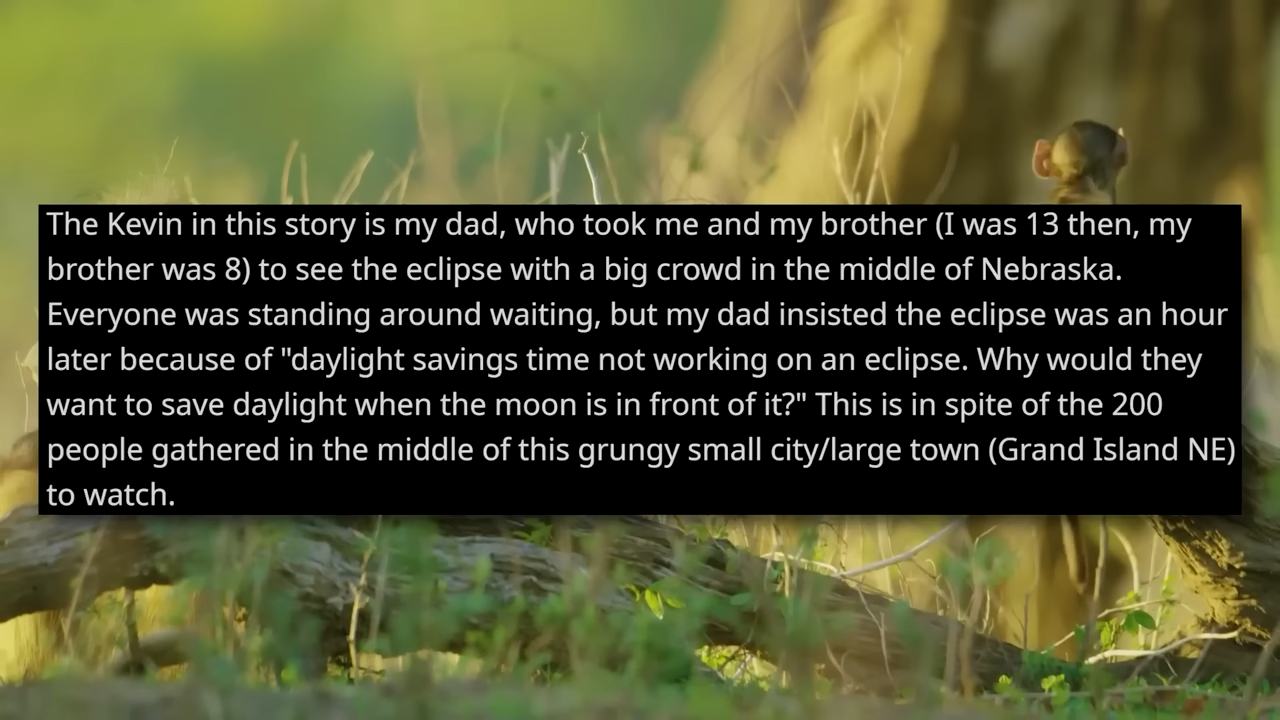 The Kevin in this story is my dad, who took me and my brother (I was 13 then, my
brother was 8) to see the eclipse with a big crowd in the middle of Nebraska.
Everyone was standing around waiting, but my dad insisted the eclipse was an hour
later because of "daylight savings time not working on an eclipse. Why would they
want to save daylight when the moon is in front of it?" This is in spite of the 200
people gathered in the middle of this grungy small city/large town (Grand Island NE)
to watch.